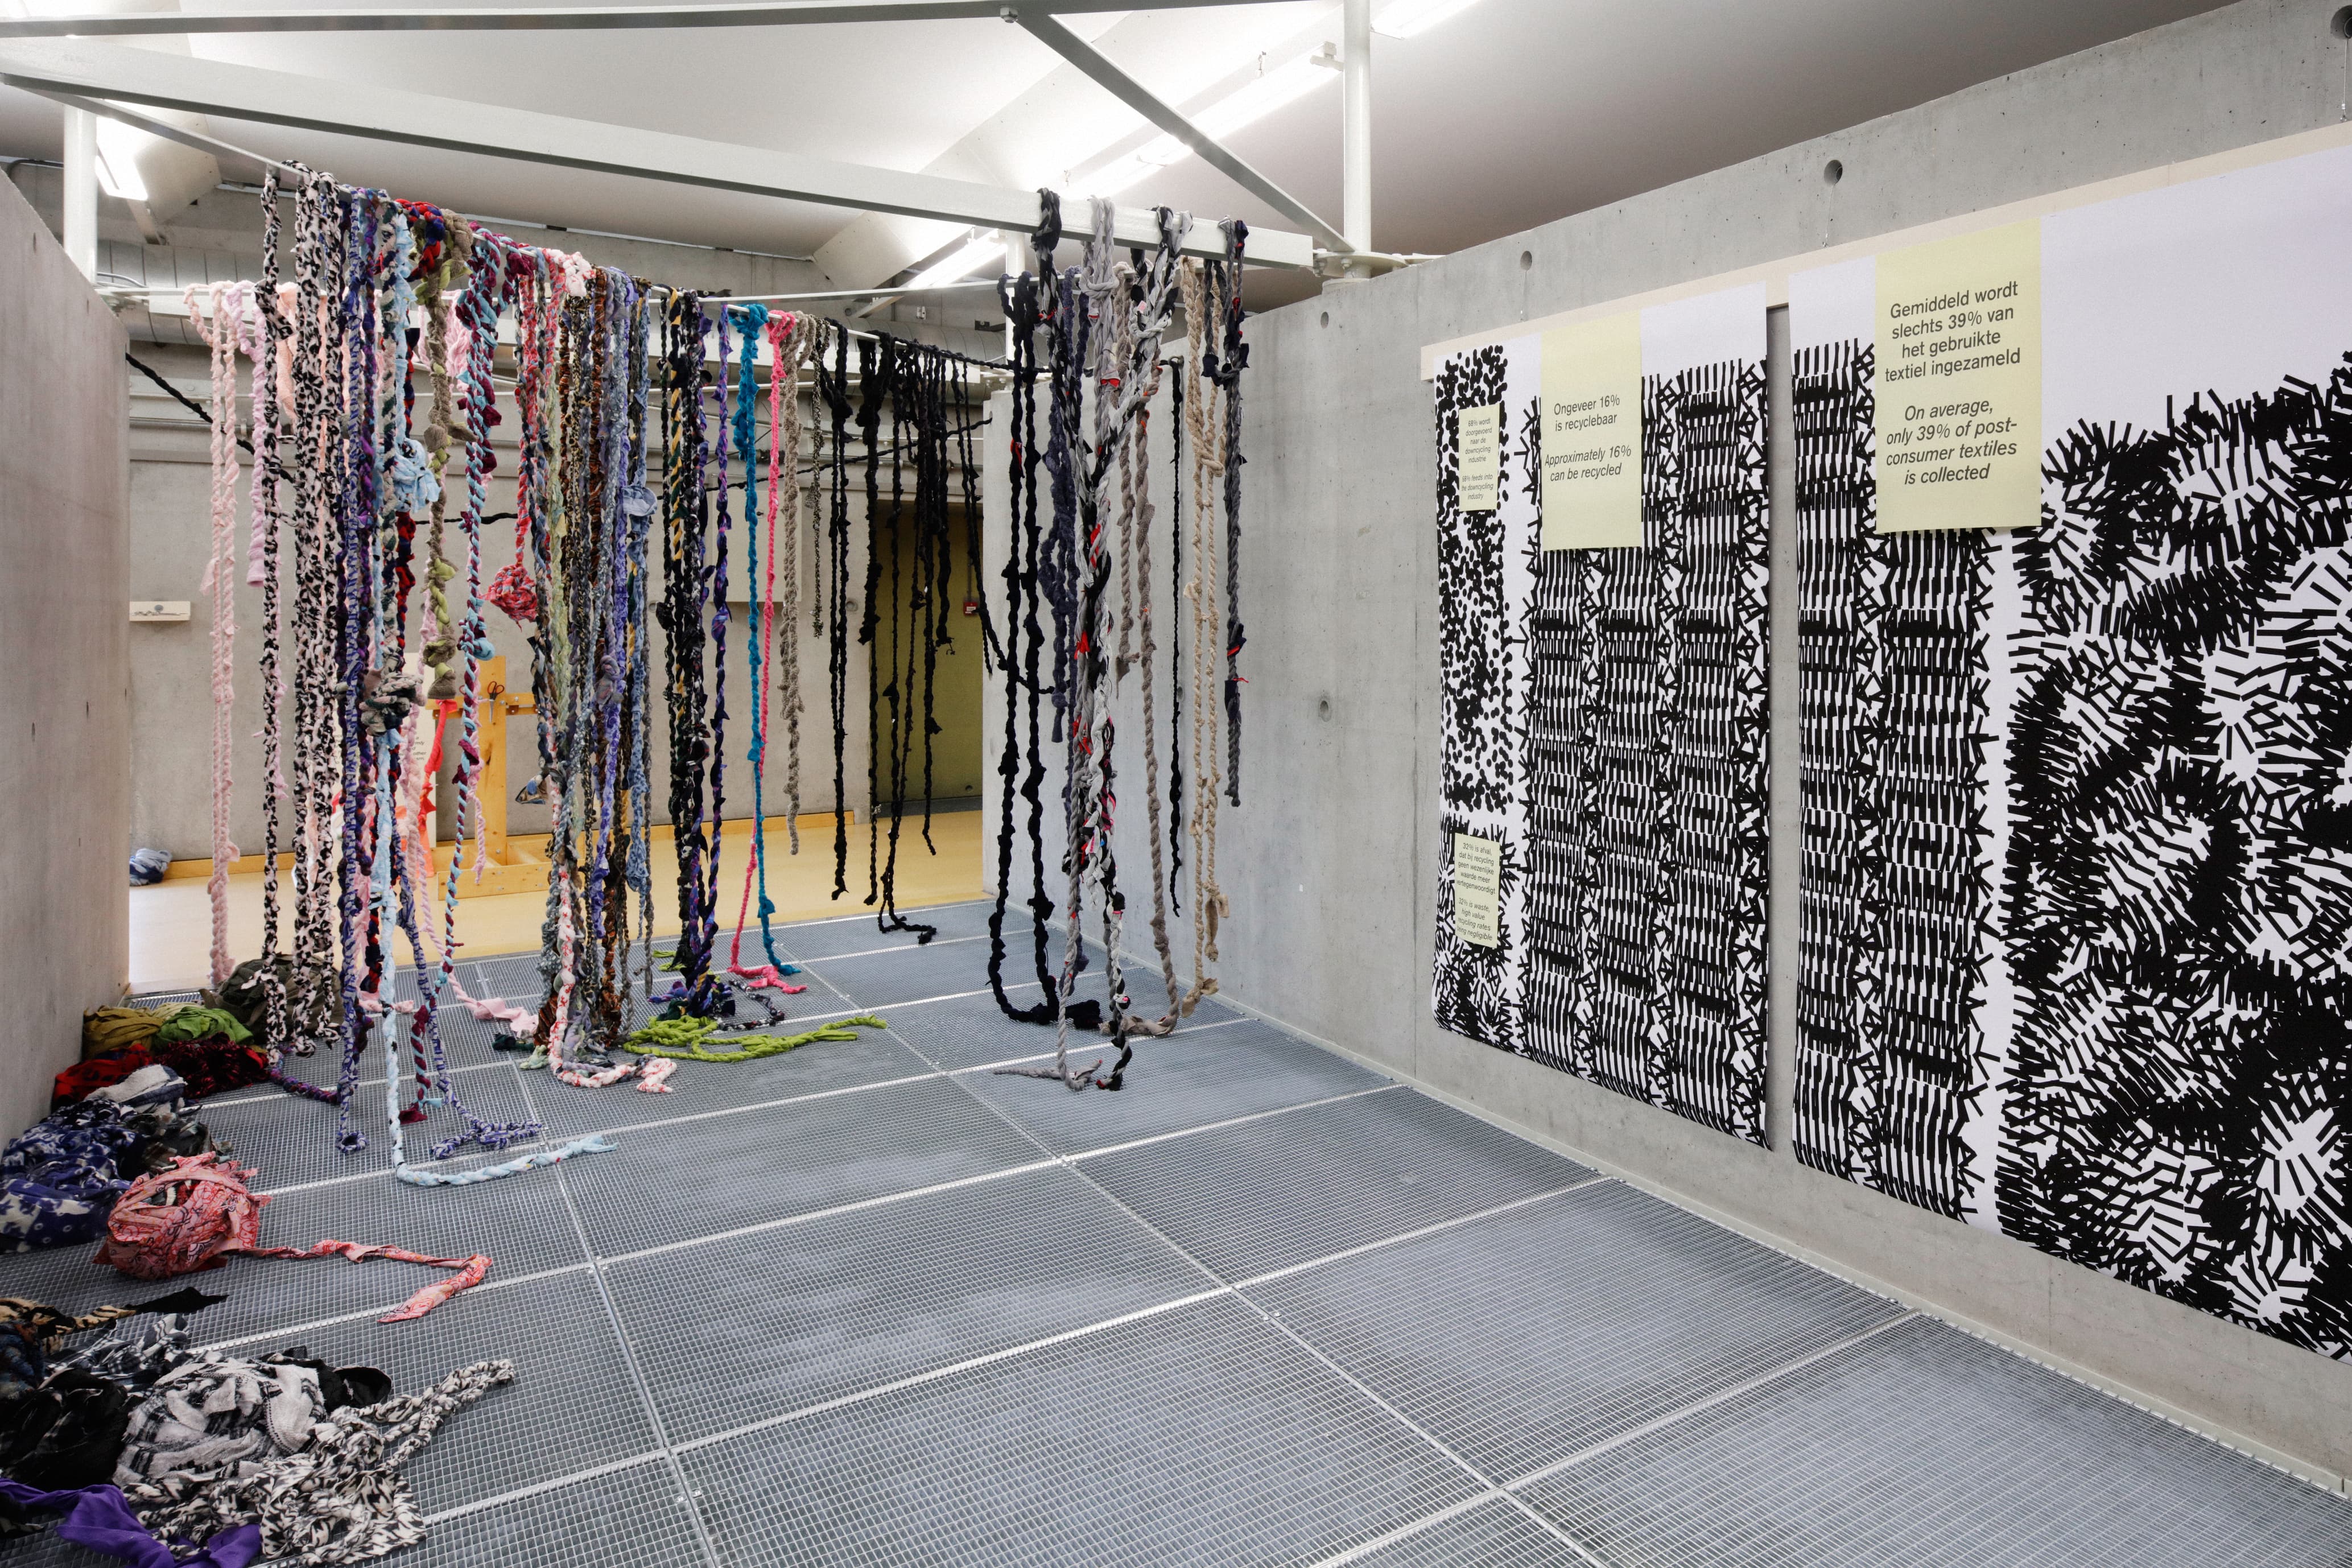 68% wordt
doorgevoerd
naar de
downcycling
industrie
68% feeds into
the downcycling
industry
Ongeveer 16%
is recyclebaar
Approximately 16%
can be recycled
Gemiddeld wordt
slechts 39% van
het gebruikte
textiel ingezameld
On average,
only 39% of post-
consumer textiles
is collected
is afval,
dat bij recycling
geen wezenlijke
waarde meer
vertegenwoordigt
is waste,
high value
recycling rates
being negligible